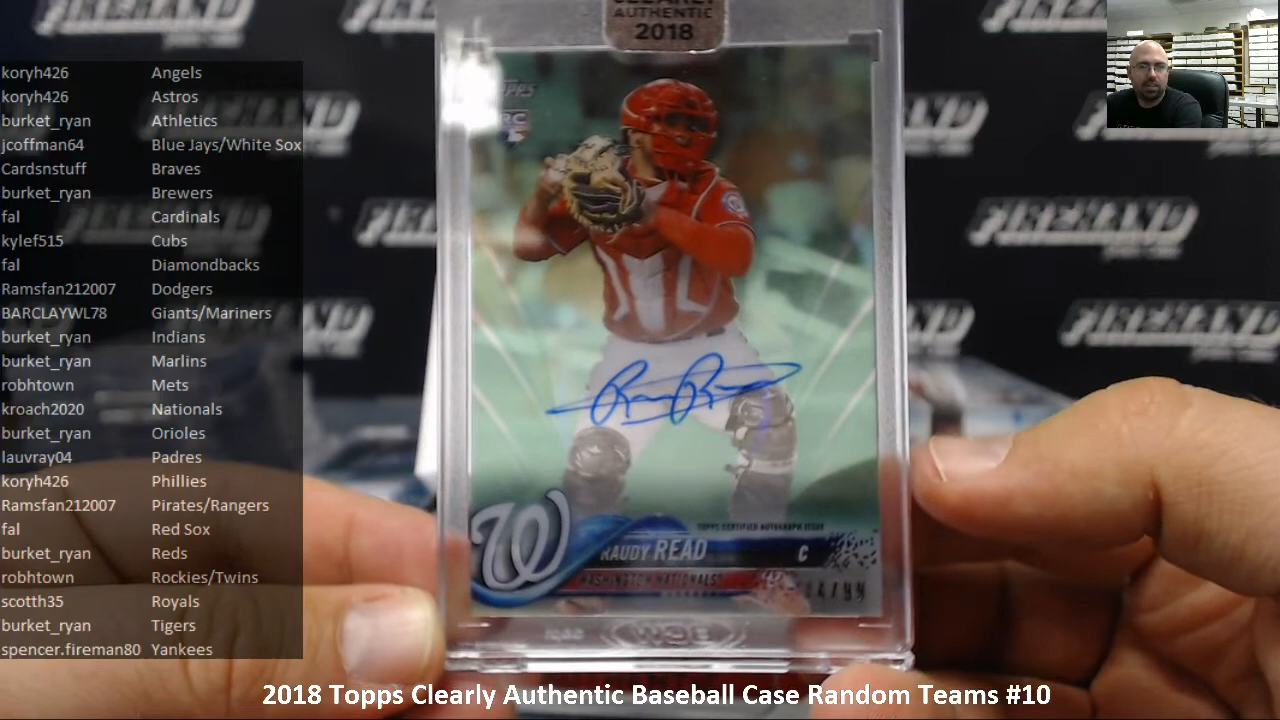 CLEARLY
AUTHENTIC
2018
koryh426 Angels
koryh426 Astros
burket_ryan Athletics
jcoffman64 Blue Jays/White Sox
Cardsnstuff Braves
burket_ryan Brewers
fal Cardinals
kylef515 Cubs
fal Diamondbacks
Ramsfan212007 Dodgers
BARCLAYWL78 Giants/Mariners
burket_ryan Indians
burket_ryan Marlins
robhtown Mets
kroach2020 Nationals
burket_ryan Orioles
lauvray04 Padres
koryh426 Phillies
Ramsfan212007 Pirates/Rangers
fal Red Sox
burket_ryan Reds
robhtown Rockies/Twins
scotth35 Royals
burket_ryan Tigers
spencer.fireman80 Yankees
FIREHAND
TOPPS
RC
W
TOPPS CERTIFIED AUTOGRAPH ISSUE
RAUDY READ C
WASHINGTON NATIONALS
2018 Topps Clearly Authentic Baseball Case Random Teams #10